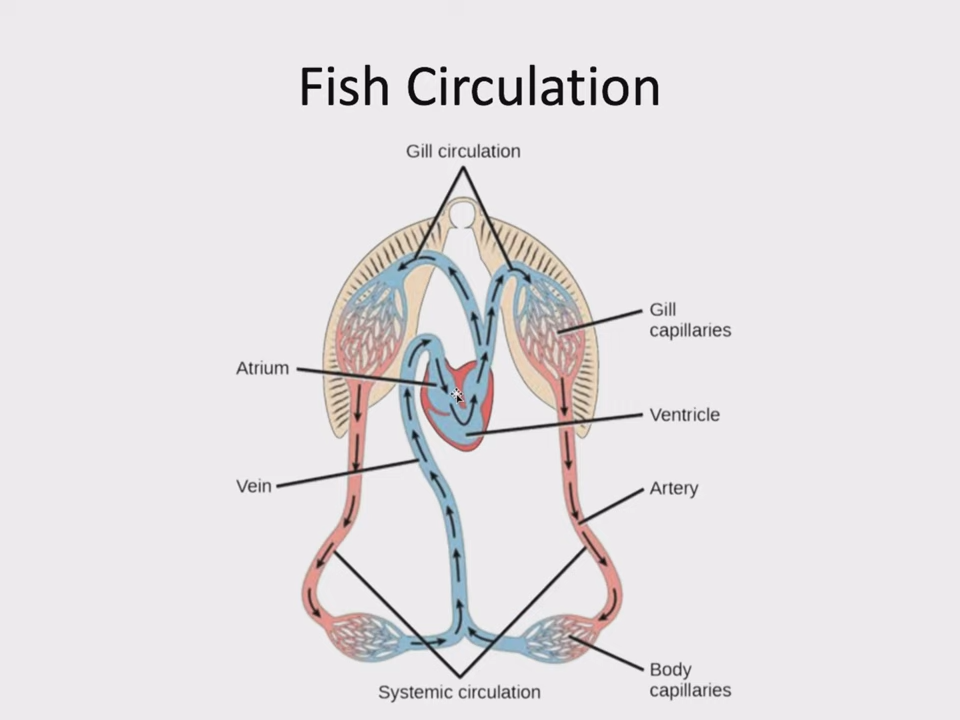 Fish Circulation
Gill circulation
Gill
capillaries
Atrium
Ventricle
Vein
Artery
Body
capillaries
Systemic circulation